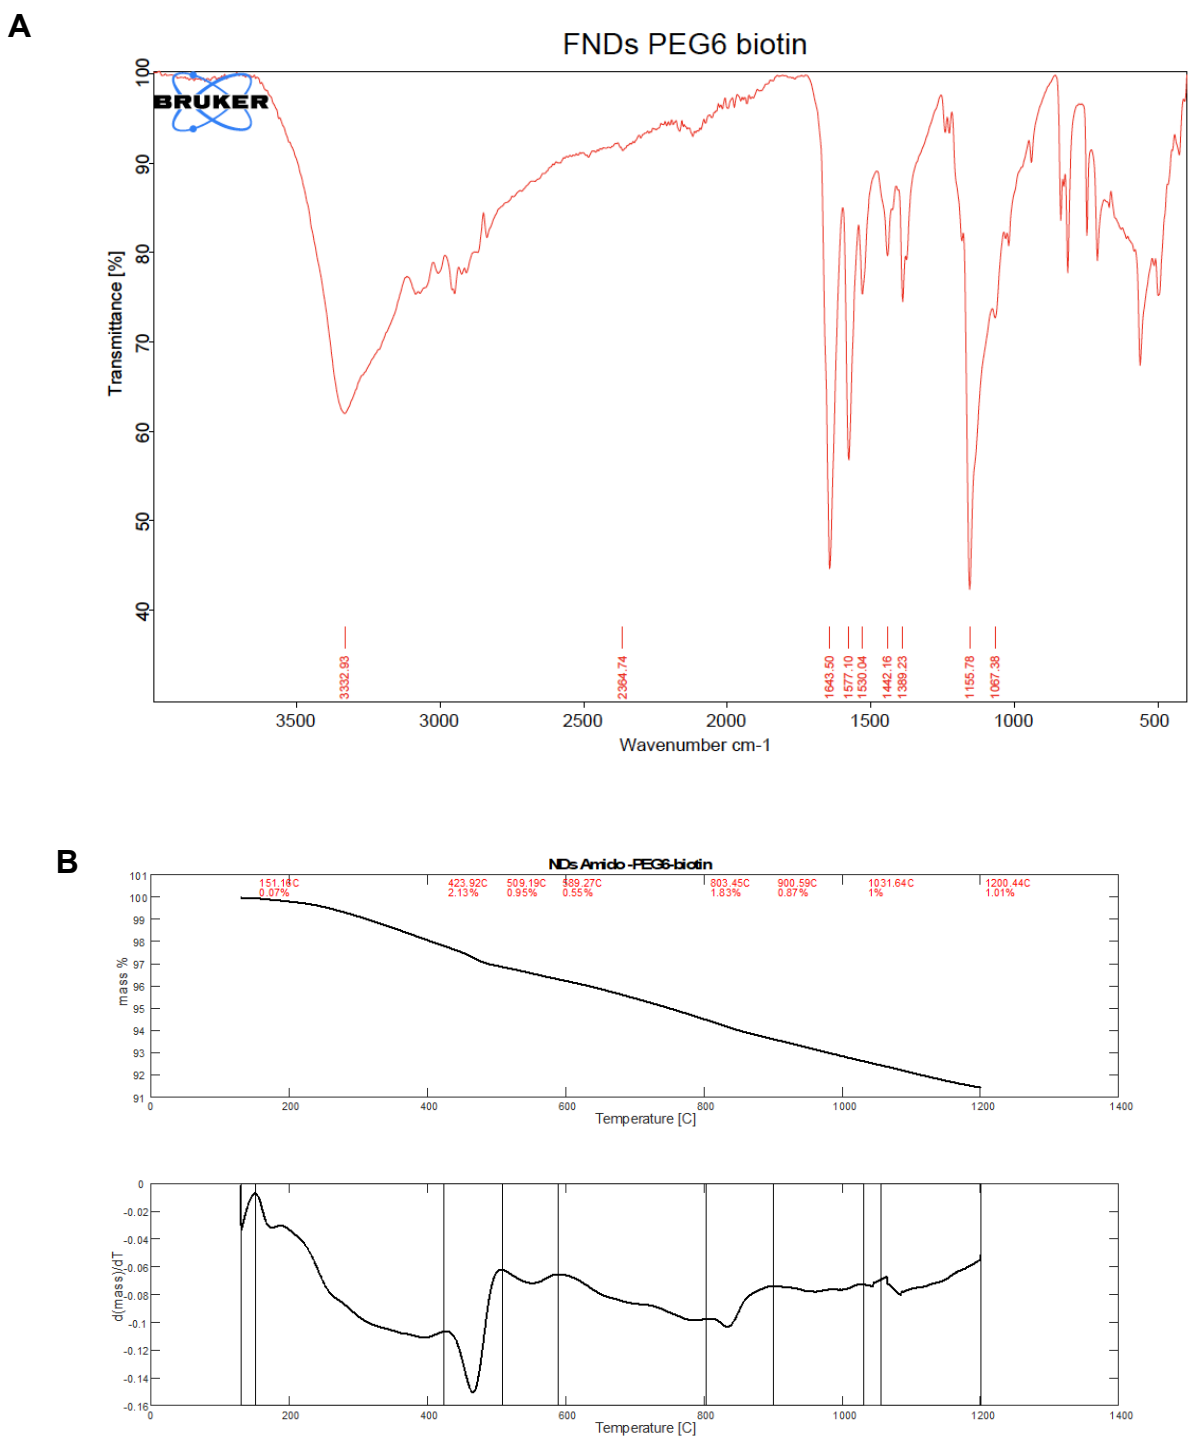 A
FNDs PEG6 biotin
BRUKER
Transmittance [%]
100
90
80
70
60
50
40
3332.93
2364.74
1643.50
1577.10
1530.04
1442.16
1389.23
1155.78
1067.38
3500 3000 2500 2000 1500 1000 500
Wavenumber cm-1
B
NDs Amido -PEG6-biotin
151.16C 423.92C 509.19C 589.27C 803.45C 900.59C 1031.64C 1200.44C
0.07% 2.13% 0.95% 0.55% 1.83% 0.87% 1% 1.01%
mass %
101
100
99
98
97
96
95
94
93
92
91
0 200 400 600 800 1000 1200 1400
Temperature [C]
d(mass)/dT
0
-0.02
-0.04
-0.06
-0.08
-0.1
-0.12
-0.14
-0.16
0 200 400 600 800 1000 1200 1400
Temperature [C]